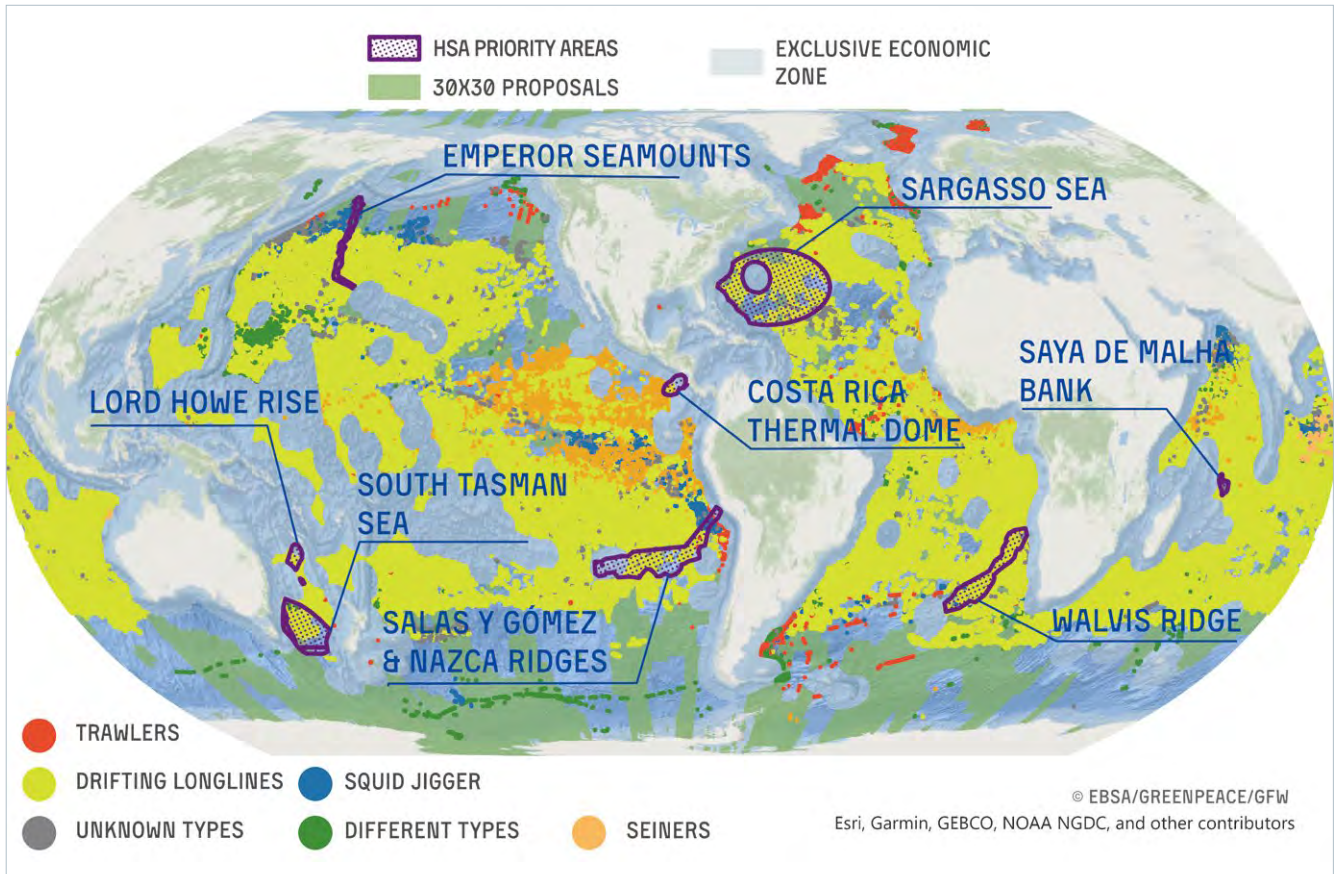 HSA PRIORITY AREAS
30X30 PROPOSALS
EXCLUSIVE ECONOMIC
ZONE
EMPEROR SEAMOUNTS
SARGASSO SEA
SAYA DE MALHA
BANK
LORD HOWE RISE
COSTA RICA
THERMAL DOME
SOUTH TASMAN
SEA
SALAS Y GÓMEZ
& NAZCA RIDGES
WALVIS RIDGE
TRAWLERS
DRIFTING LONGLINES
SQUID JIGGER
UNKNOWN TYPES
DIFFERENT TYPES
SEINERS
© EBSA/GREENPEACE/GFW
Esri, Garmin, GEBCO, NOAA NGDC, and other contributors